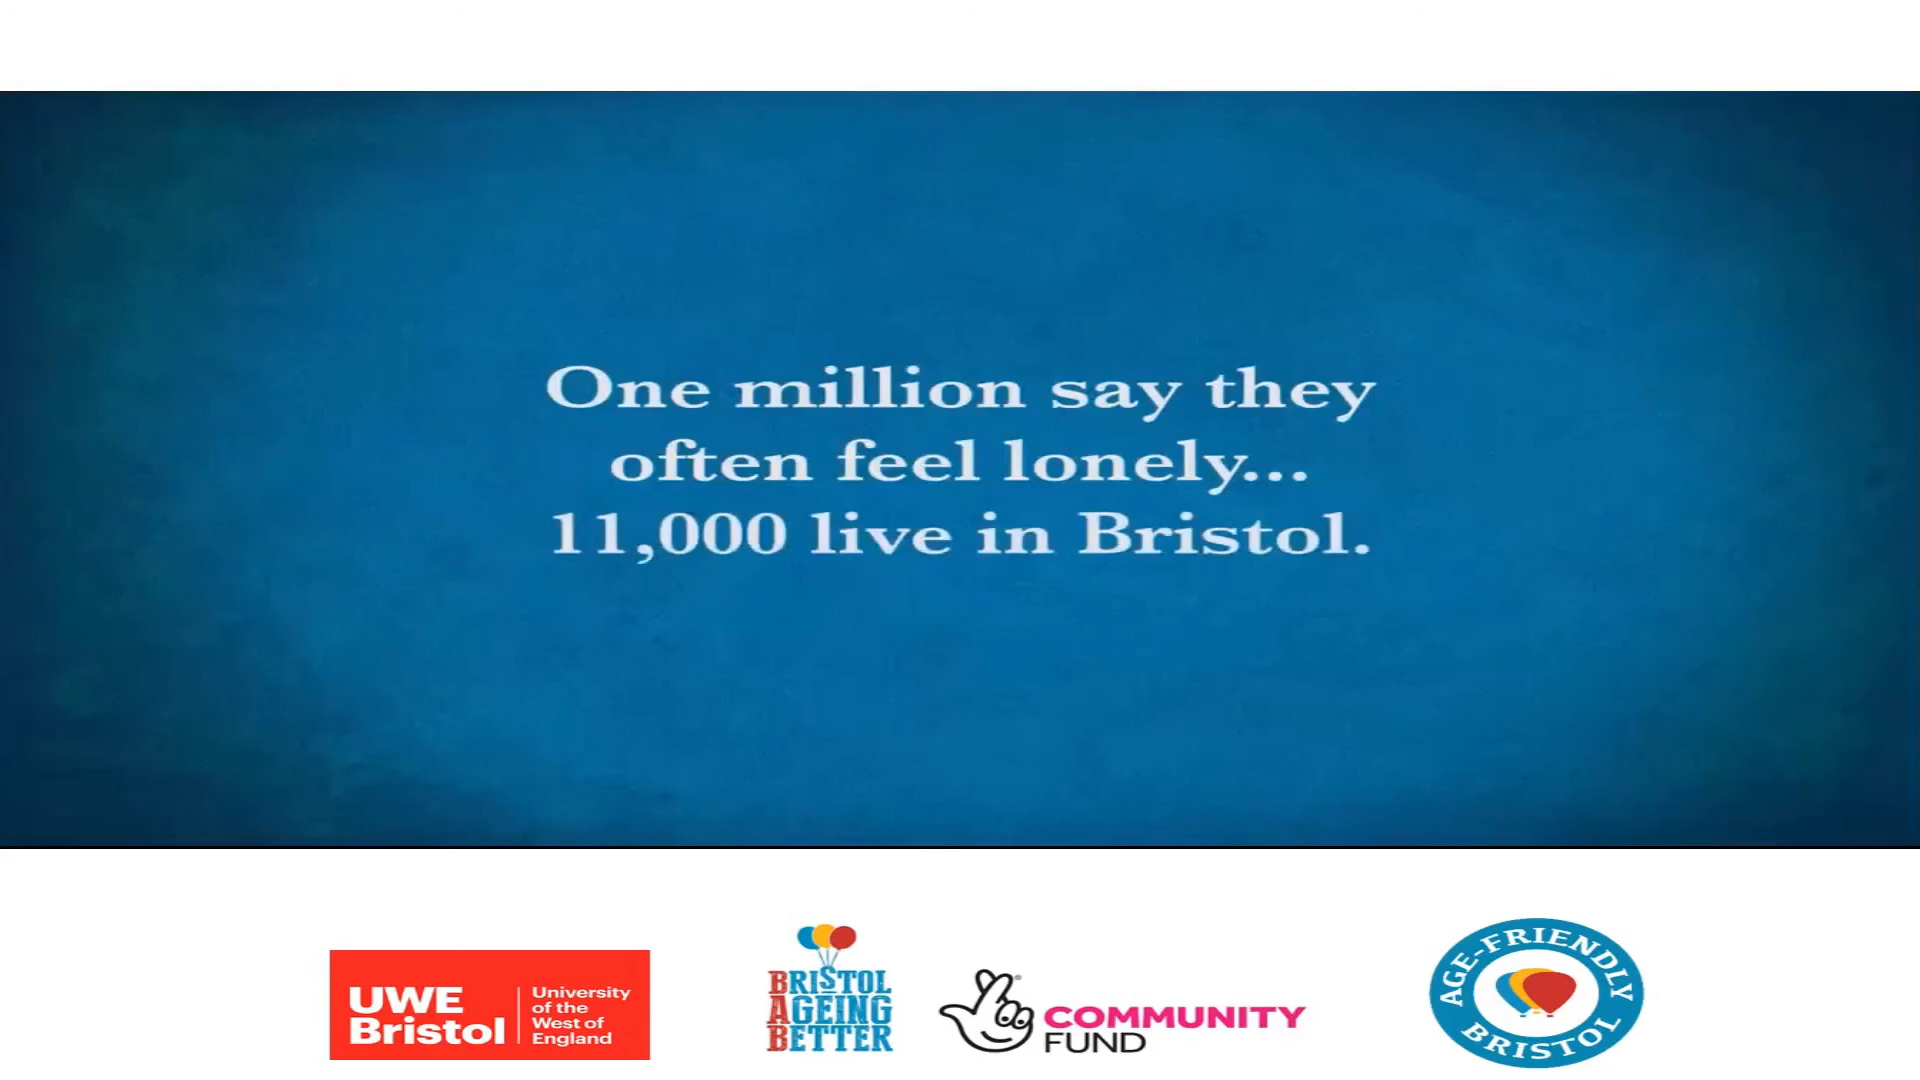 One million say they
often feel lonely...
11,000 live in Bristol.
UWE
Bristol
University
of the
West of
England
BRISTOL
AGEING
BETTER
COMMUNITY
FUND
AGE-FRIENDLY
BRISTOL